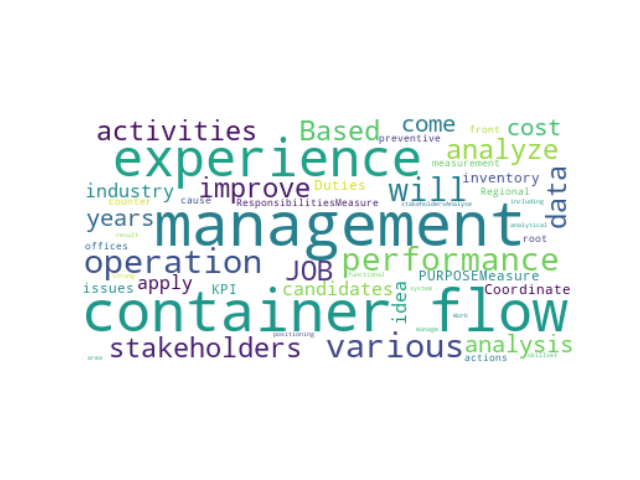 activities Based come front cost
preventive
experience analyze
measurement
industry improve Duties will inventory data
Regional
counter cause ResponsibilitiesMeasure stakeholdersAnalyse including
years management analytical
result root
offices operation JOB performance
strong functional PURPOSEMeasure
issues apply KPI candidates idea system Coordinate
container flow
Work
manage
positioning
stakeholders various analysis
area actions skillset